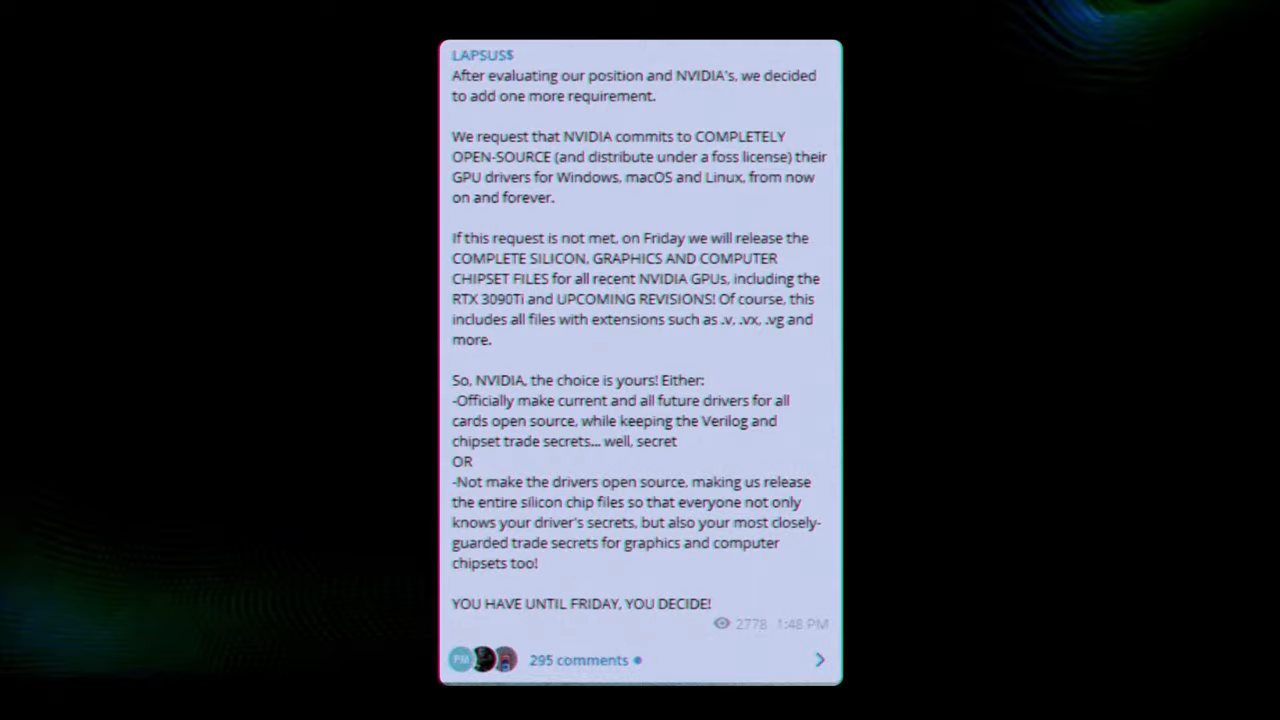 LAPSUS$
After evaluating our position and NVIDIA's, we decided
to add one more requirement.
We request that NVIDIA commits to COMPLETELY
OPEN-SOURCE (and distribute under a foss license) their
GPU drivers for Windows, macOS and Linux, from now
on and forever.
If this request is not met, on Friday we will release the
COMPLETE SILICON, GRAPHICS AND COMPUTER
CHIPSET FILES for all recent NVIDIA GPUs, including the
RTX 3090Ti and UPCOMING REVISIONS! Of course, this
includes all files with extensions such as .v, .vx, .vg and
more.
So, NVIDIA, the choice is yours! Either:
-Officially make current and all future drivers for all
cards open source, while keeping the Verilog and
chipset trade secrets... well, secret
OR
-Not make the drivers open source, making us release
the entire silicon chip files so that everyone not only
knows your driver's secrets, but also your most closely-
guarded trade secrets for graphics and computer
chipsets too!
YOU HAVE UNTIL FRIDAY, YOU DECIDE!
2778 1:48 PM
PM 295 comments